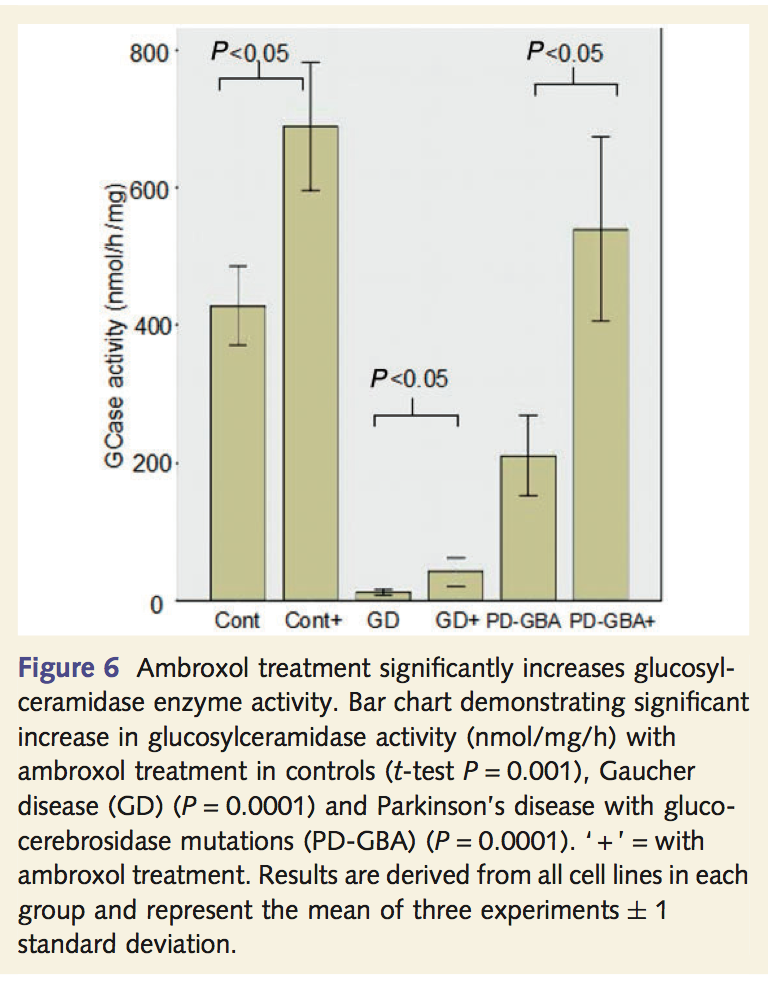 P<0.05
P<0.05
800
600
GCase activity (nmol/h/mg)
400
P<0.05
200
0
Cont Cont+ GD GD+ PD-GBA PD-GBA+
Figure 6 Ambroxol treatment significantly increases glucosyl-
ceramidase enzyme activity. Bar chart demonstrating significant
increase in glucosylceramidase activity (nmol/mg/h) with
ambroxol treatment in controls (t-test P = 0.001), Gaucher
disease (GD) (P = 0.0001) and Parkinson's disease with gluco-
cerebrosidase mutations (PD-GBA) (P = 0.0001). ‘+’ = with
ambroxol treatment. Results are derived from all cell lines in each
group and represent the mean of three experiments ± 1
standard deviation.